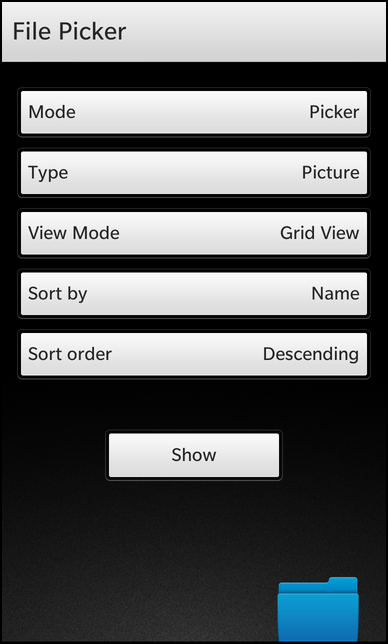 File Picker
Mode Picker
Type Picture
View Mode Grid View
Sort by Name
Sort order Descending
Show